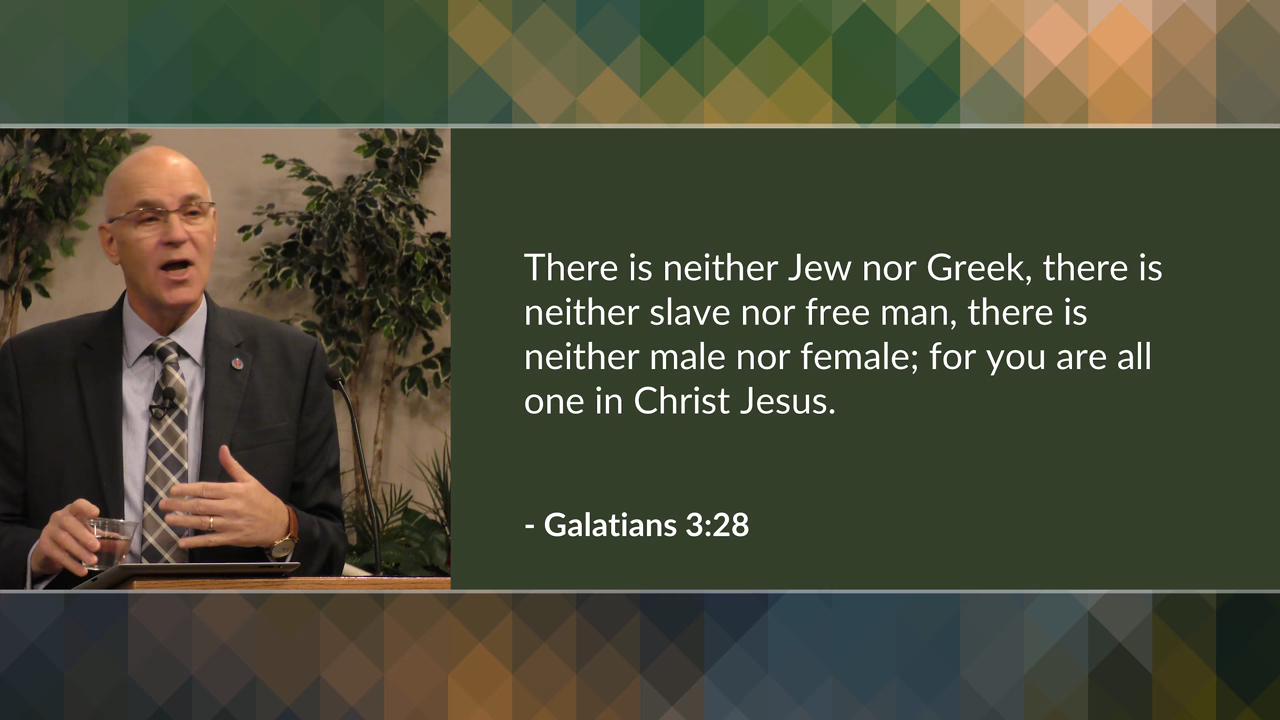 There is neither Jew nor Greek, there is
neither slave nor free man, there is
neither male nor female; for you are all
one in Christ Jesus.
- Galatians 3:28